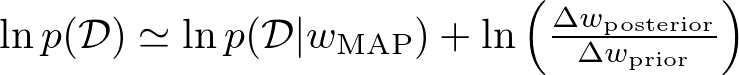 ln p(𝒟) ≃ ln p(𝒟|w_MAP) + ln (Δw_posterior / Δw_prior)